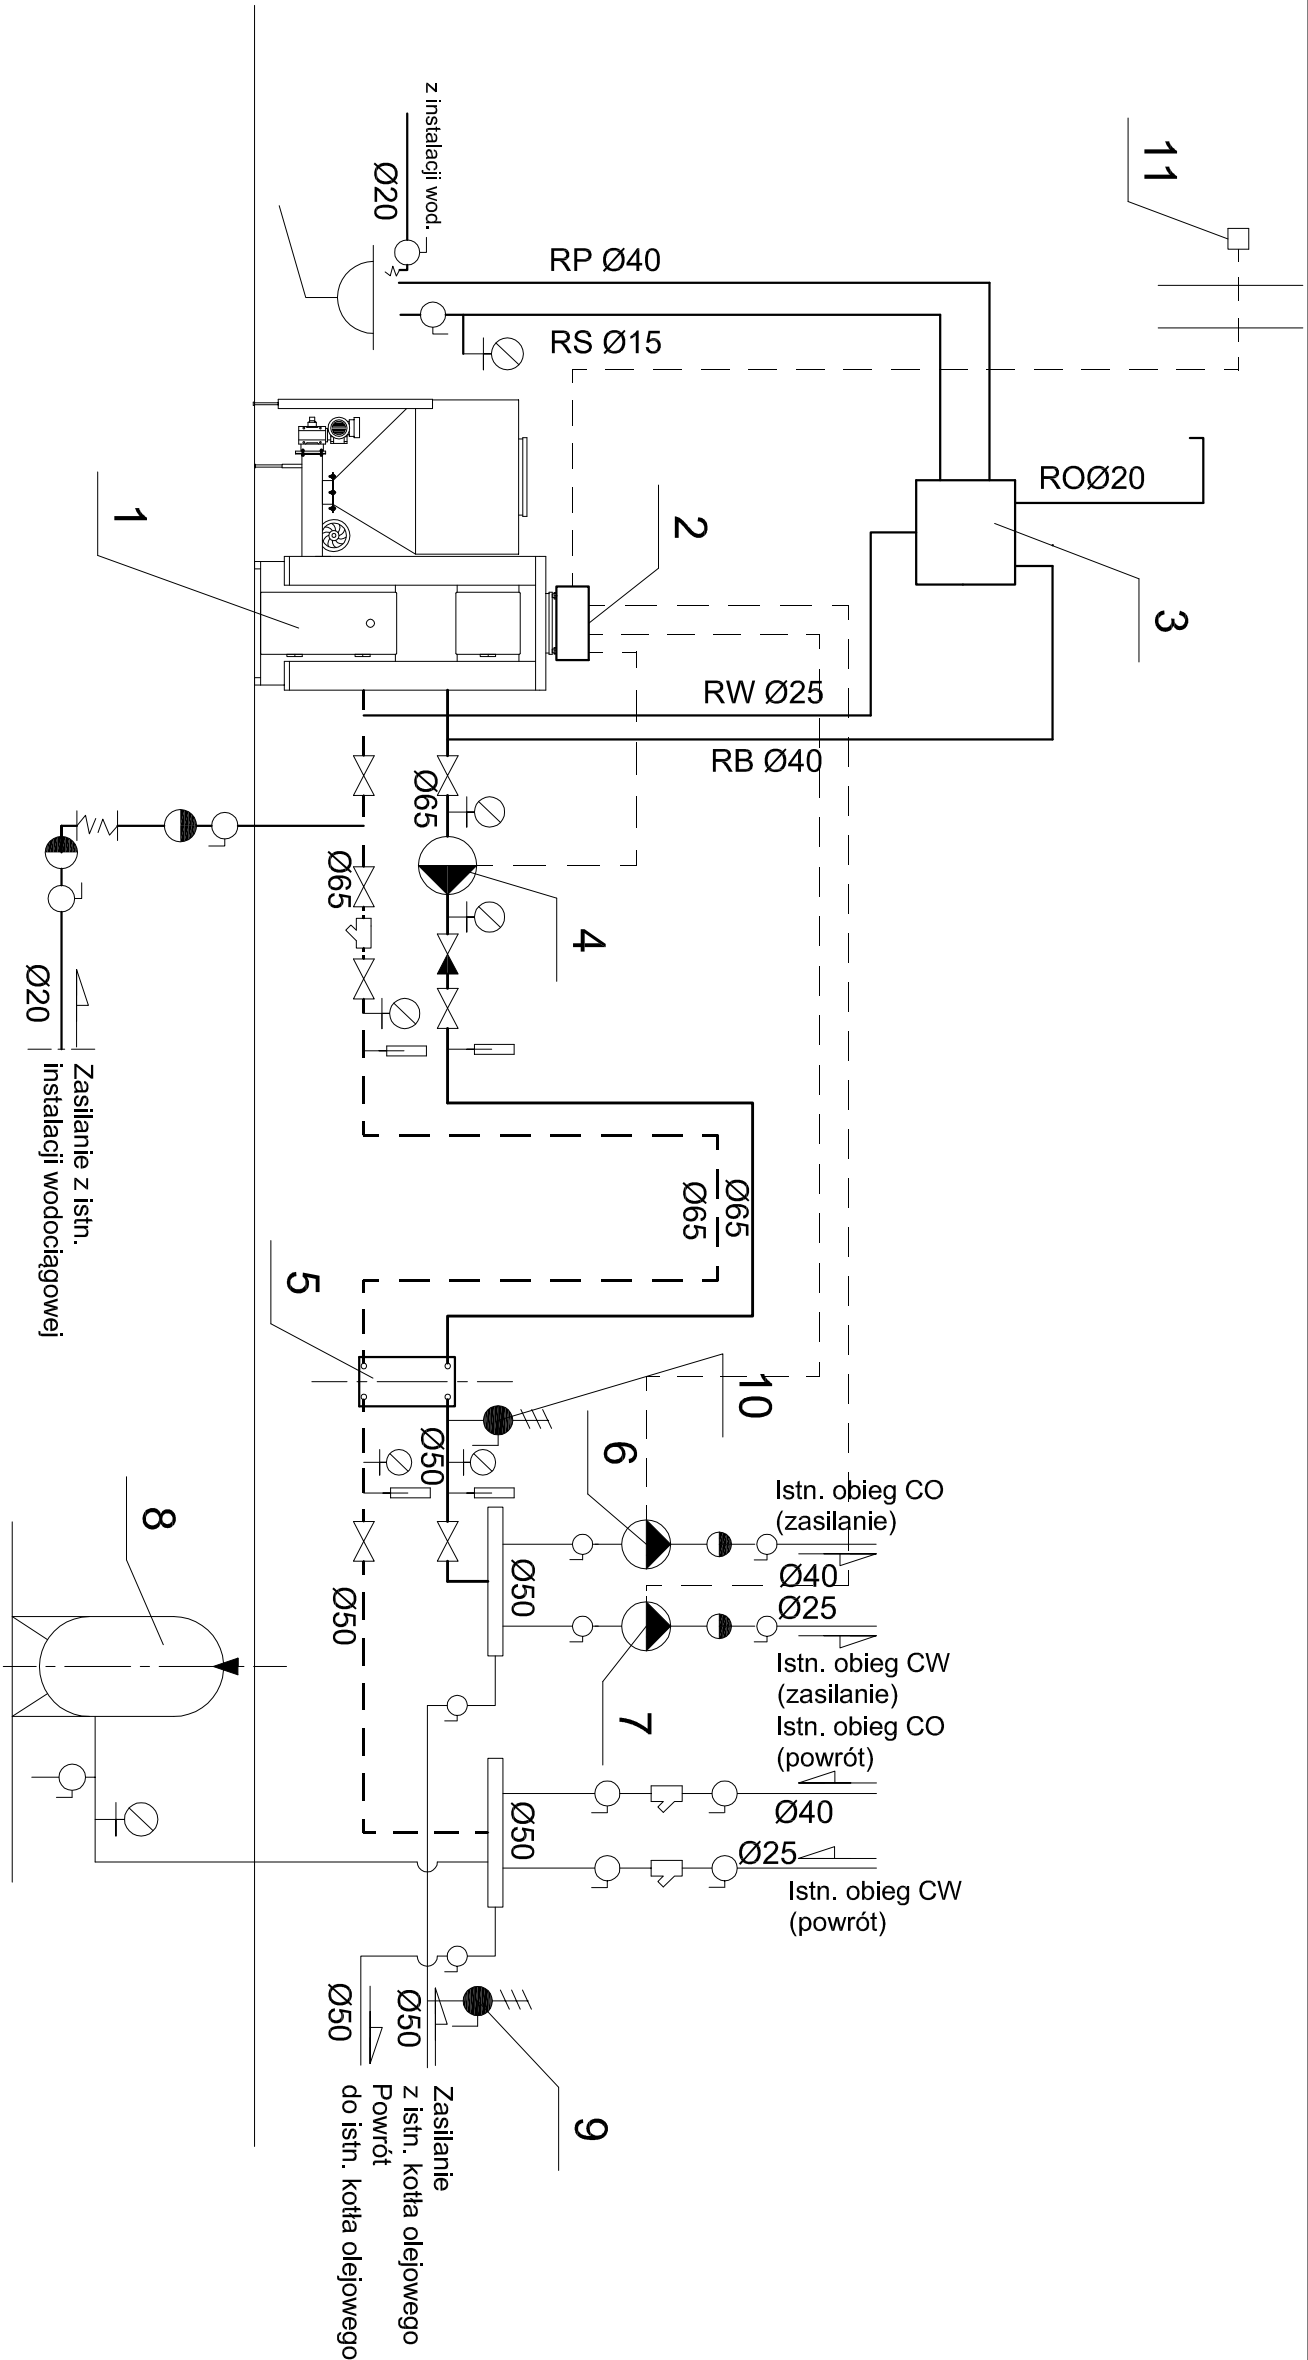 11
z instalacji wod.
Ø20
RP Ø40
RS Ø15
ROØ20
1
2
3
RW Ø25
RB Ø40
Ø65
Ø65
4
Ø20
Zasilanie z istn.
instalacji wodociągowej
Ø65
Ø65
5
10
Ø50
6
Istn. obieg CO
(zasilanie)
Ø40
Ø25
Istn. obieg CW
(zasilanie)
Ø50
Ø50
7
8
Istn. obieg CO
(powrót)
Ø40
Ø25
Istn. obieg CW
(powrót)
Ø50
Ø50
Ø50
9
Zasilanie
z istn. kotła olejowego
Powrót
do istn. kotła olejowego